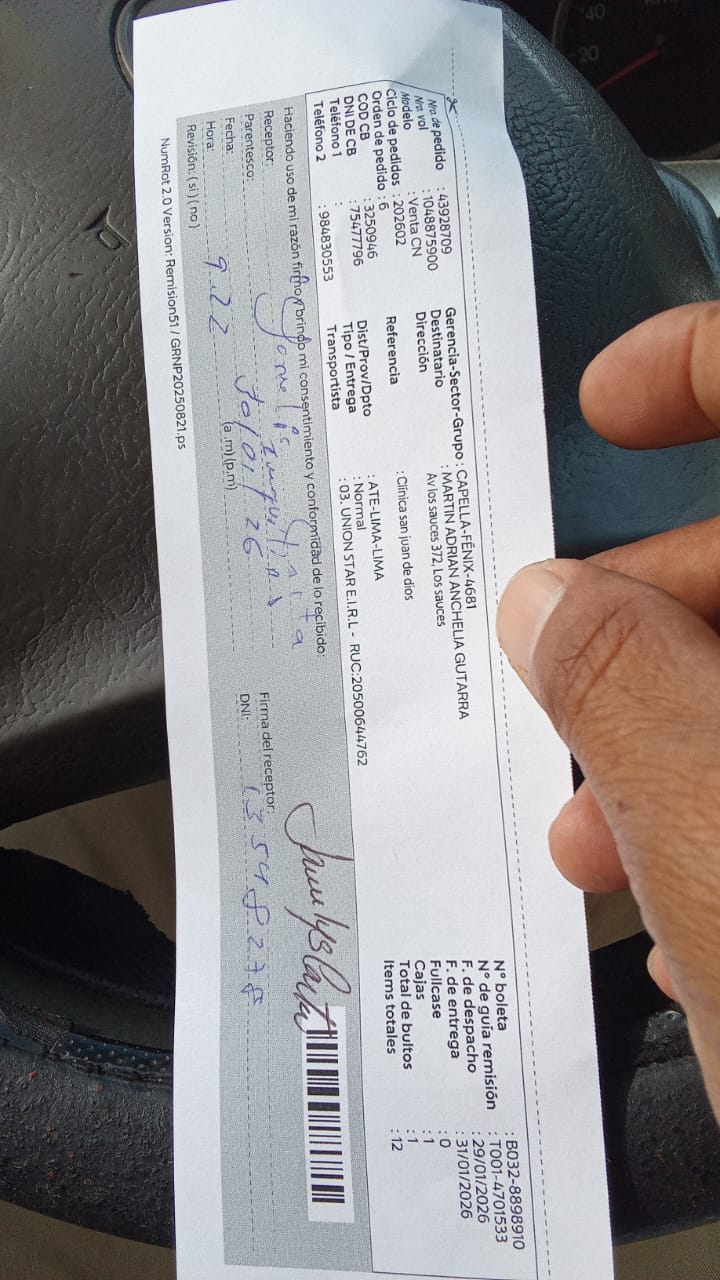 Nro de pedido : 43928709
Nro vol : 1048875900
Modelo : Venta CN
Ciclo de pedidos : 202602
Orden de pedido : 6
COD CB : 3250946
DNI DE CB : 75477796
Teléfono 1 :
Teléfono 2 : 984830553
Gerencia-Sector-Grupo : CAPELLA-FENIX-4681
Destinatario : MARTIN ADRIAN ANCHELIA GUTARRA
Dirección Av los sauces 372, Los sauces
Referencia : Clínica san juan de dios
Dist/Prov/Dpto : ATE-LIMA-LIMA
Tipo / Entrega : Normal
Transportista : 03. UNION STAR E.I.R.L - RUC:20500644762
N° boleta : B032-8898910
N° de guía remisión : T001-4701533
F. de despacho : 29/01/2026
F. de entrega : 31/01/2026
Fullcase : 0
Cajas : 1
Total de bultos : 1
Items totales : 12
Haciendo uso de mi razón firmo y brindo mi consentimiento y conformidad de lo recibido:
Receptor:
Parentesco:
Fecha:
Hora: 9:22 (a.m) (p.m)
Revisión: (si) (no)
Firma del receptor:
DNI:
NumRot 2.0 Version: Remision51 / GRNP20250821.ps